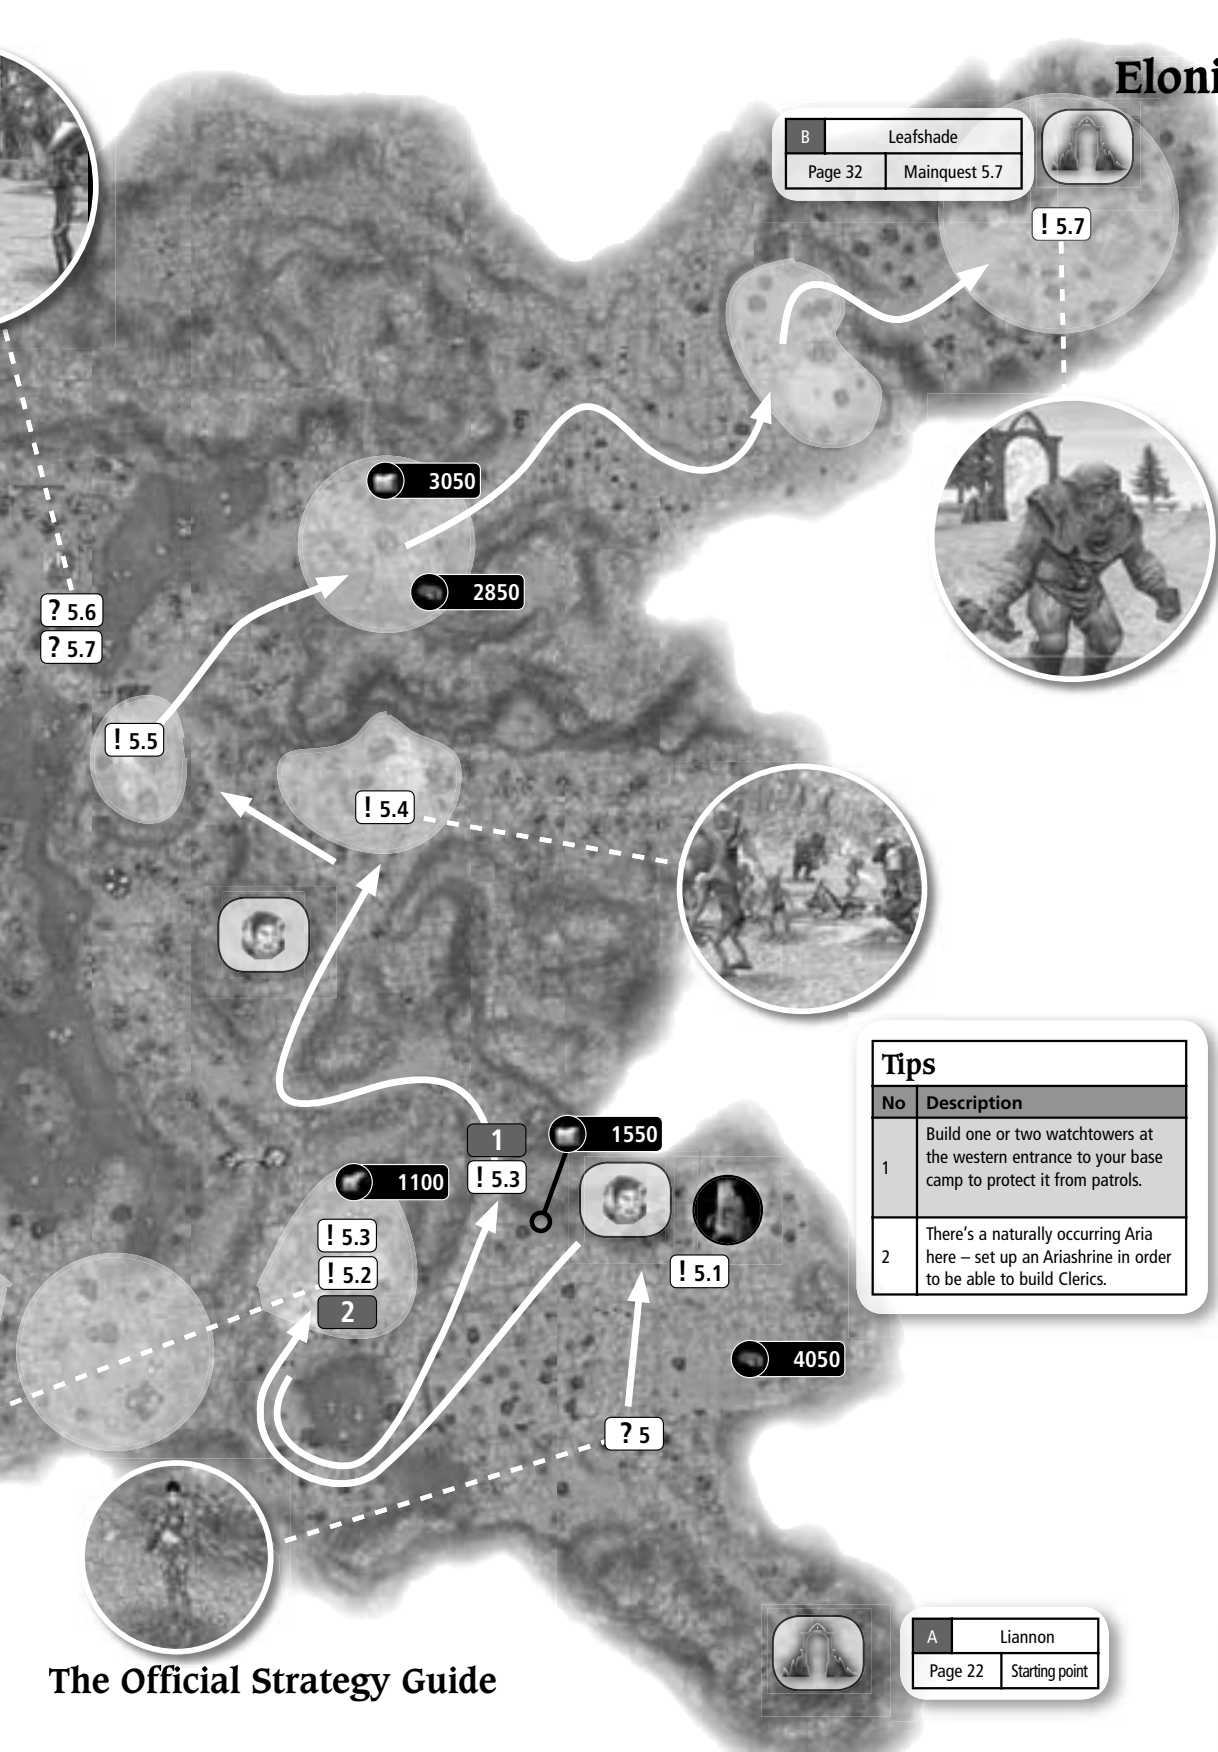 Eloni
B Leafshade
Page 32 Mainquest 5.7
! 5.7
3050
2850
? 5.6
? 5.7
! 5.5
! 5.4
Tips
No Description
1 Build one or two watchtowers at
the western entrance to your base
camp to protect it from patrols.
2 There's a naturally occurring Aria
here – set up an Ariashrine in order
to be able to build Clerics.
1
1550
! 5.3
1100
! 5.3
! 5.2
2
! 5.1
4050
? 5
A Liannon
Page 22 Starting point
The Official Strategy Guide